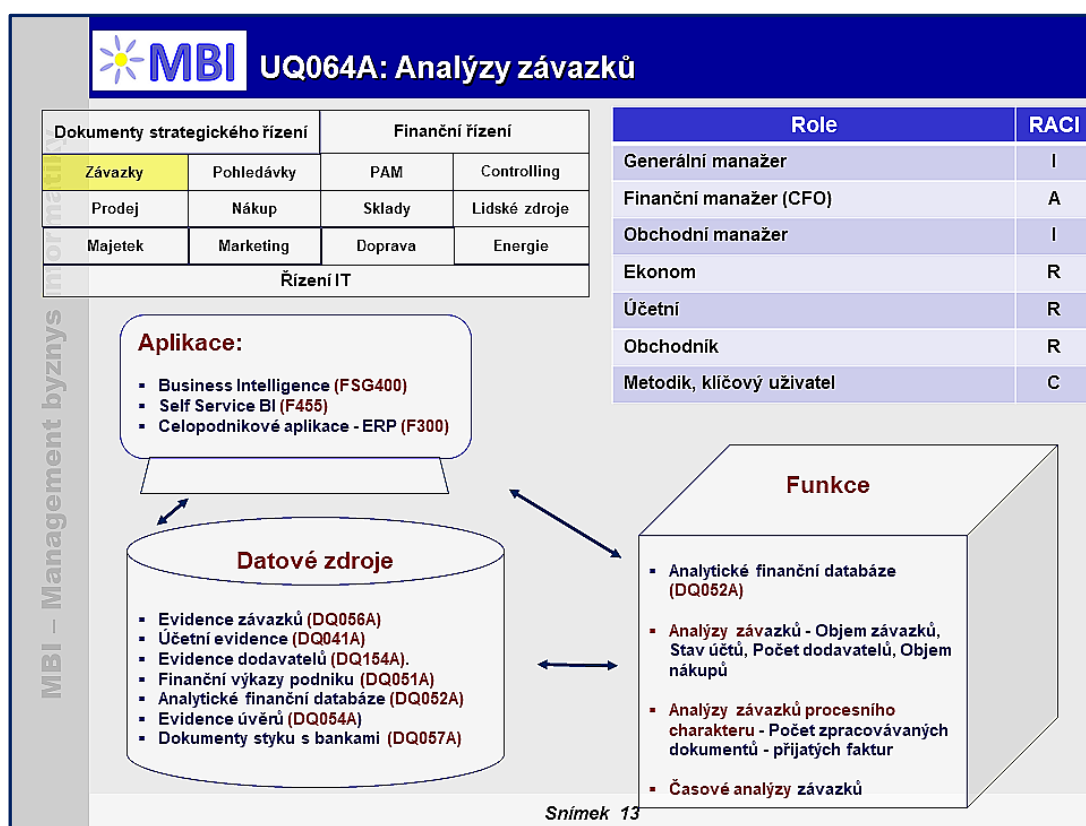 MBI
UQ064A: Analýzy závazků
MBI – Management byznys informatiky
Dokumenty strategického řízení
Finanční řízení
Závazky
Pohledávky
PAM
Controlling
Prodej
Nákup
Sklady
Lidské zdroje
Majetek
Marketing
Doprava
Energie
Řízení IT
Role RACI
Generální manažer I
Finanční manažer (CFO) A
Obchodní manažer I
Ekonom R
Účetní R
Obchodník R
Metodik, klíčový uživatel C
Aplikace:
▪ Business Intelligence (FSG400)
▪ Self Service BI (F455)
▪ Celopodnikové aplikace - ERP (F300)
Datové zdroje
▪ Evidence závazků (DQ056A)
▪ Účetní evidence (DQ041A)
▪ Evidence dodavatelů (DQ154A).
▪ Finanční výkazy podniku (DQ051A)
▪ Analytické finanční databáze (DQ052A)
▪ Evidence úvěrů (DQ054A)
▪ Dokumenty styku s bankami (DQ057A)
Funkce
▪ Analytické finanční databáze
(DQ052A)
▪ Analýzy závazků - Objem závazků,
Stav účtů, Počet dodavatelů, Objem
nákupů
▪ Analýzy závazků procesního
charakteru - Počet zpracovávaných
dokumentů - přijatých faktur
▪ Časové analýzy závazků
Snímek 13